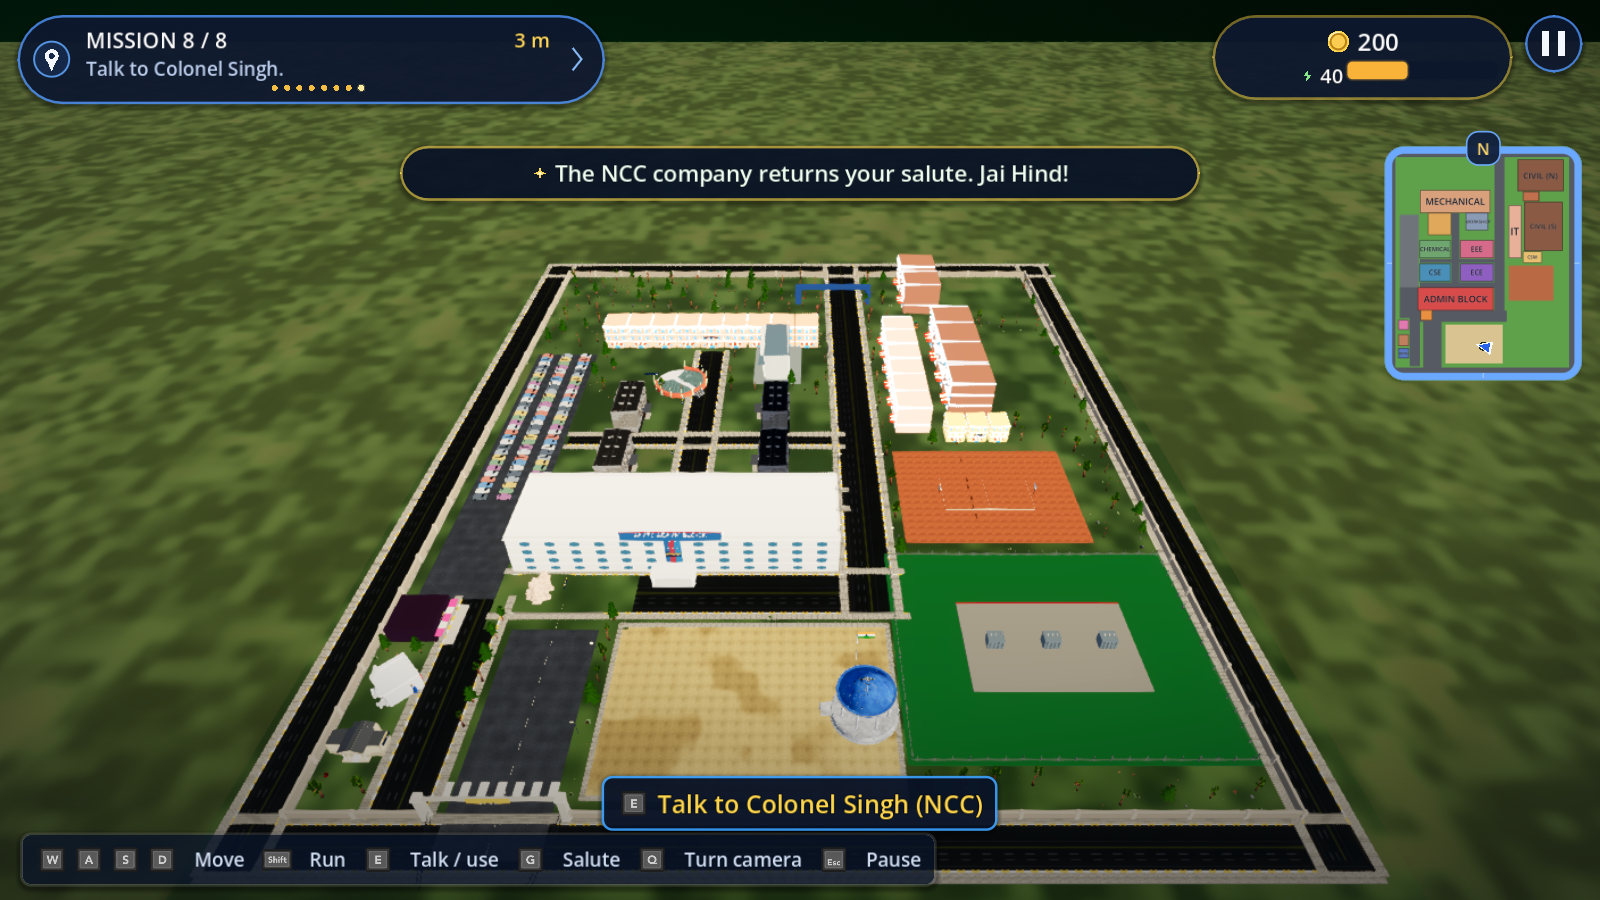 MISSION 8 / 8
3 m
Talk to Colonel Singh.
200
40
The NCC company returns your salute. Jai Hind!
N
CIVIL (N)
MECHANICAL
IT
CIVIL (S)
CHEMICAL
EEE
CSE
ECE
ADMIN BLOCK
E Talk to Colonel Singh (NCC)
W A S D Move Shift Run E Talk / use G Salute Q Turn camera Esc Pause